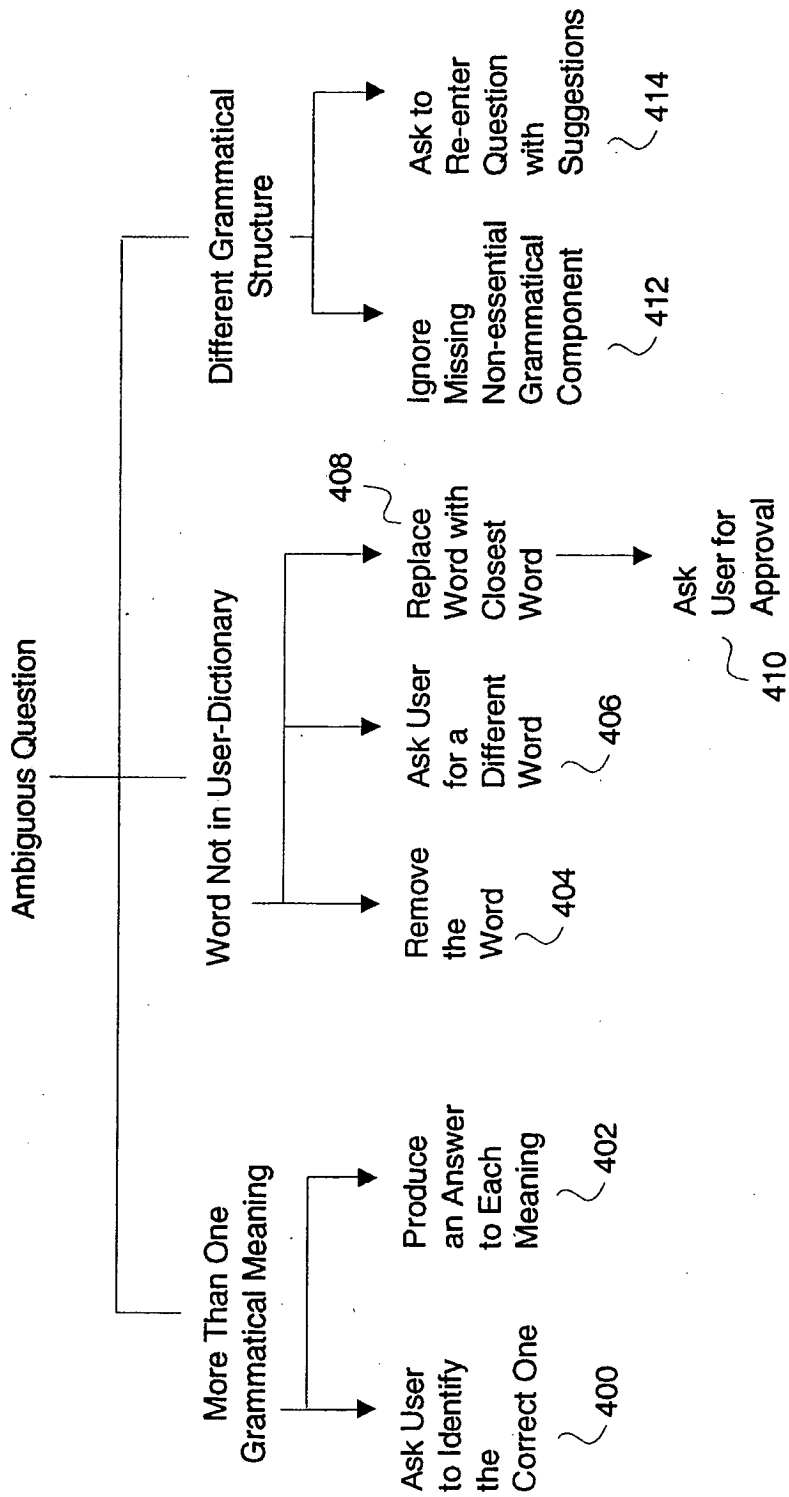 Ambiguous Question
More Than One
Grammatical Meaning
Ask User
to Identify
the
Correct One
400
Produce
an Answer
to Each
Meaning
402
Word Not in User-Dictionary
Remove
the
Word
404
Ask User
for a
Different
Word
406
408
Replace
Word with
Closest
Word
Ask
User for
Approval
410
Different Grammatical
Structure
Ignore
Missing
Non-essential
Grammatical
Component
412
Ask to
Re-enter
Question
with
Suggestions
414